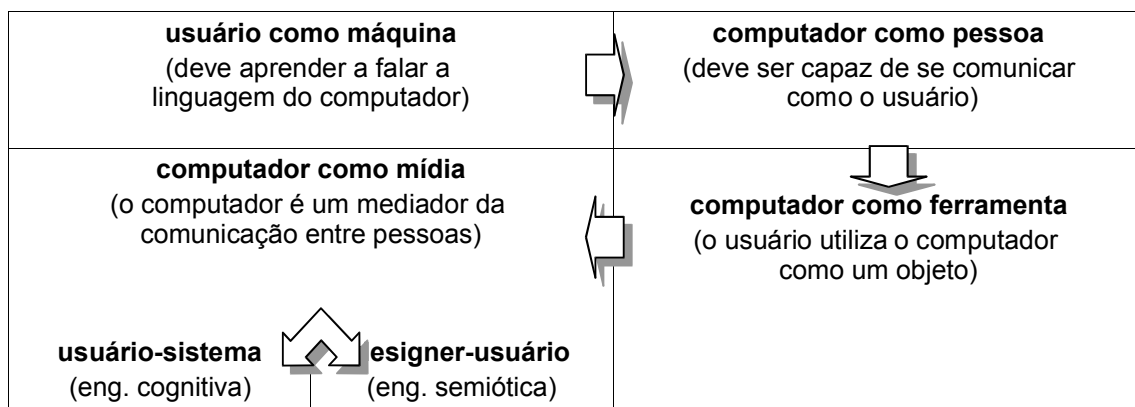 usuário como máquina
(deve aprender a falar a
linguagem do computador)
computador como pessoa
(deve ser capaz de se comunicar
como o usuário)
computador como mídia
(o computador é um mediador da
comunicação entre pessoas)
computador como ferramenta
(o usuário utiliza o computador
como um objeto)
usuário-sistema
(eng. cognitiva)
esigner-usuário
(eng. semiótica)